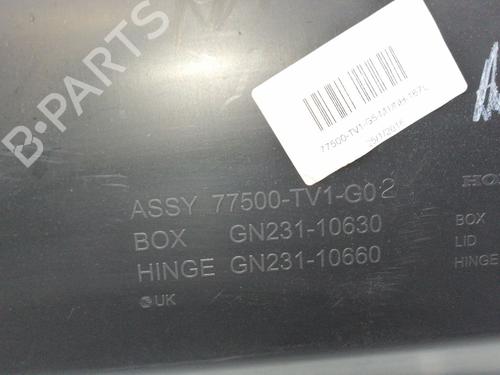 B-PARTS
ASSY 77500-TV1-G0 2
BOX GN231-10630
HINGE GN231-10660
UK
BOX
LID
HINGE